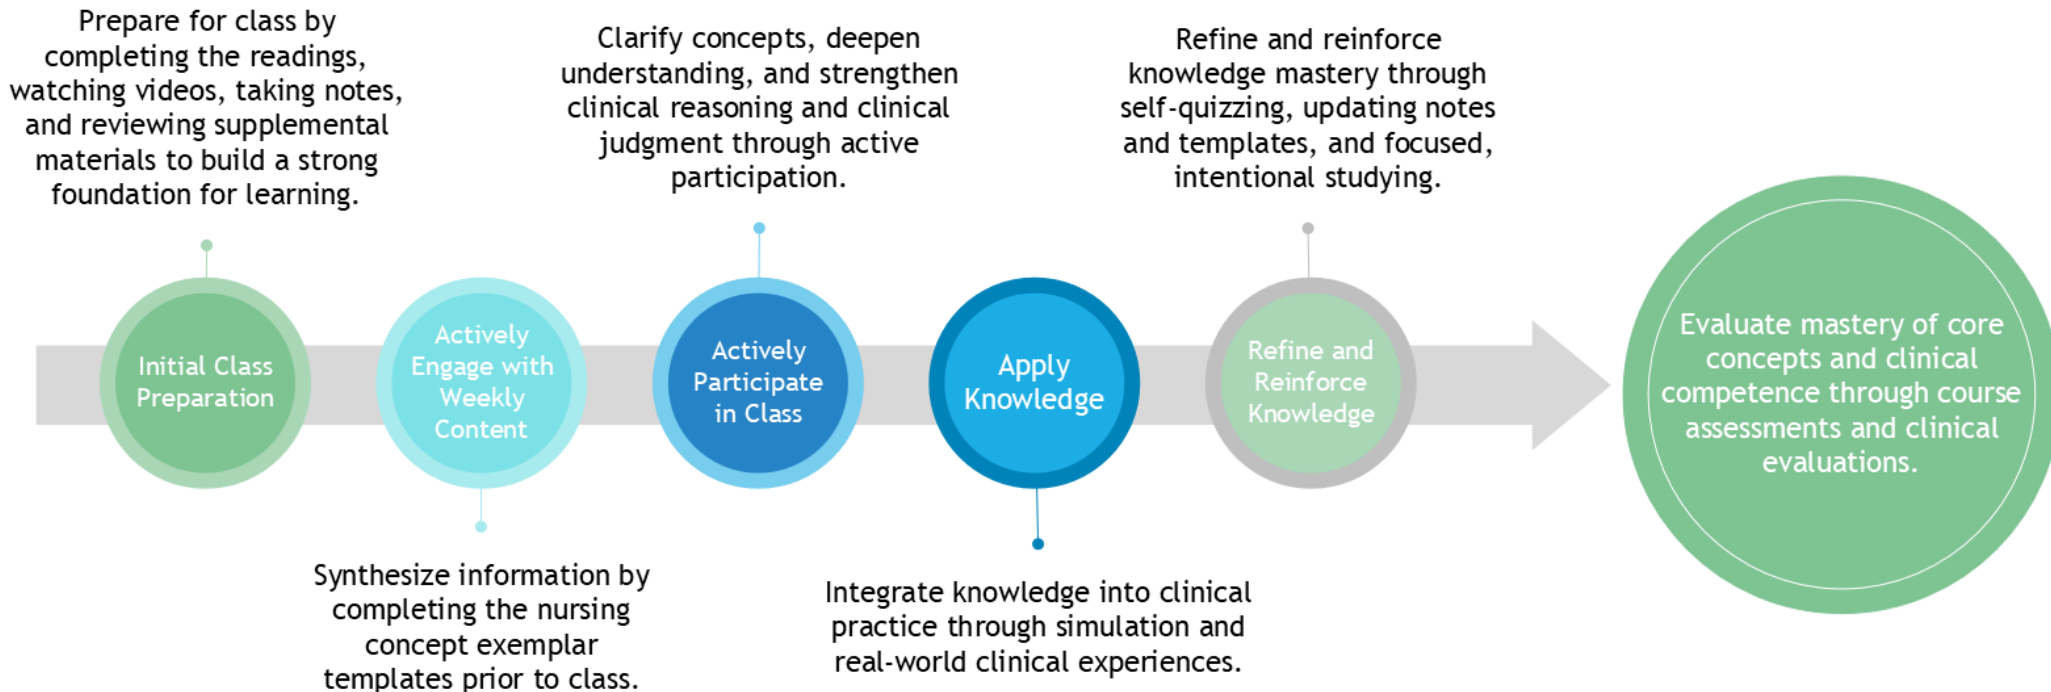 Prepare for class by
completing the readings,
watching videos, taking notes,
and reviewing supplemental
materials to build a strong
foundation for learning.
Clarify concepts, deepen
understanding, and strengthen
clinical reasoning and clinical
judgment through active
participation.
Refine and reinforce
knowledge mastery through
self-quizzing, updating notes
and templates, and focused,
intentional studying.
Initial Class
Preparation
Actively
Engage with
Weekly
Content
Actively
Participate
in Class
Apply
Knowledge
Refine and
Reinforce
Knowledge
Evaluate mastery of core
concepts and clinical
competence through course
assessments and clinical
evaluations.
Synthesize information by
completing the nursing
concept exemplar
templates prior to class.
Integrate knowledge into clinical
practice through simulation and
real-world clinical experiences.